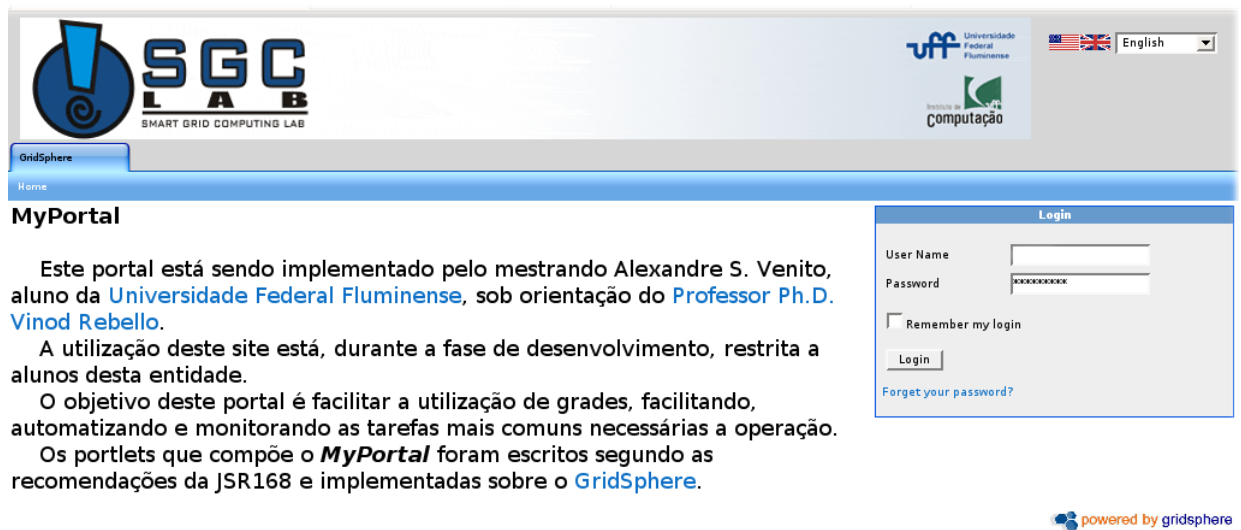 SGC
LAB
SMART GRID COMPUTING LAB
uff Universidade
Federal
Fluminense
Instituto de
Computação
English
GridSphere
Home
MyPortal
Este portal está sendo implementado pelo mestrando Alexandre S. Venito,
aluno da Universidade Federal Fluminense, sob orientação do Professor Ph.D.
Vinod Rebello.
A utilização deste site está, durante a fase de desenvolvimento, restrita a
alunos desta entidade.
O objetivo deste portal é facilitar a utilização de grades, facilitando,
automatizando e monitorando as tarefas mais comuns necessárias a operação.
Os portlets que compõe o MyPortal foram escritos segundo as
recomendações da JSR168 e implementadas sobre o GridSphere.
Login
User Name
Password
Remember my login
Login
Forget your password?
powered by gridsphere